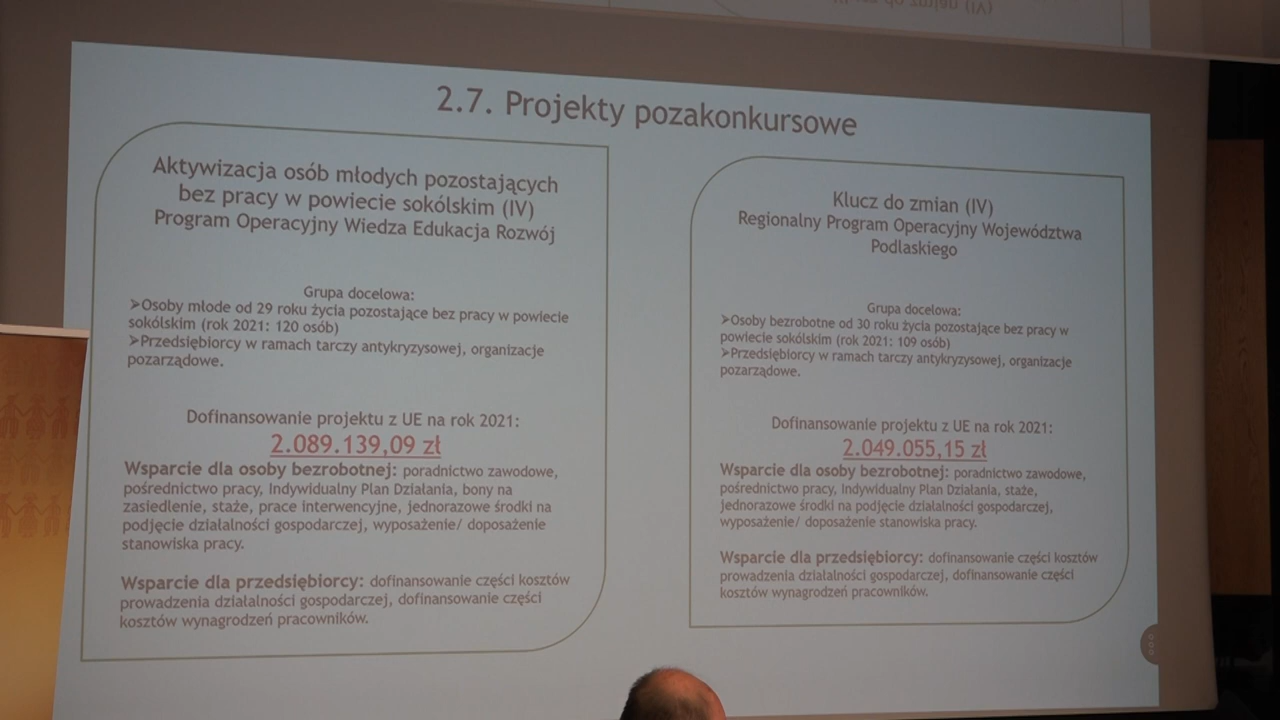 2.7. Projekty pozakonkursowe
Aktywizacja osób młodych pozostających
bez pracy w powiecie sokólskim (IV)
Program Operacyjny Wiedza Edukacja Rozwój
Grupa docelowa:
➢Osoby młode od 29 roku życia pozostające bez pracy w powiecie
sokólskim (rok 2021: 120 osób)
➢Przedsiębiorcy w ramach tarczy antykryzysowej, organizacje
pozarządowe.
Dofinansowanie projektu z UE na rok 2021:
2.089.139,09 zł
Wsparcie dla osoby bezrobotnej: poradnictwo zawodowe,
pośrednictwo pracy, Indywidualny Plan Działania, bony na
zasiedlenie, staże, prace interwencyjne, jednorazowe środki na
podjęcie działalności gospodarczej, wyposażenie/ doposażenie
stanowiska pracy.
Wsparcie dla przedsiębiorcy: dofinansowanie części kosztów
prowadzenia działalności gospodarczej, dofinansowanie części
kosztów wynagrodzeń pracowników.
Klucz do zmian (IV)
Regionalny Program Operacyjny Województwa
Podlaskiego
Grupa docelowa:
➢Osoby bezrobotne od 30 roku życia pozostające bez pracy w
powiecie sokólskim (rok 2021: 109 osób)
➢Przedsiębiorcy w ramach tarczy antykryzysowej, organizacje
pozarządowe.
Dofinansowanie projektu z UE na rok 2021:
2.049.055,15 zł
Wsparcie dla osoby bezrobotnej: poradnictwo zawodowe,
pośrednictwo pracy, Indywidualny Plan Działania, staże,
jednorazowe środki na podjęcie działalności gospodarczej,
wyposażenie/ doposażenie stanowiska pracy.
Wsparcie dla przedsiębiorcy: dofinansowanie części kosztów
prowadzenia działalności gospodarczej, dofinansowanie części
kosztów wynagrodzeń pracowników.